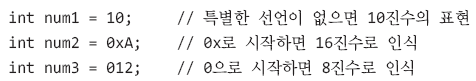 int num1 = 10;     // 특별한 선언이 없으면 10진수의 표현
int num2 = 0xA;    // 0x로 시작하면 16진수로 인식
int num3 = 012;    // 0으로 시작하면 8진수로 인식